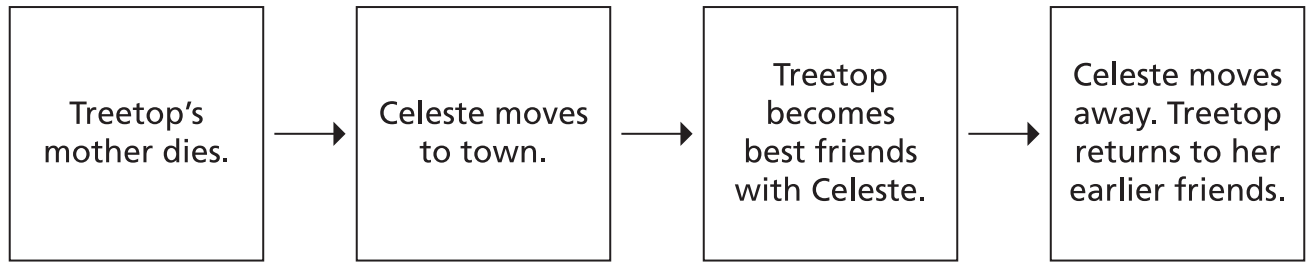 Treetop's
mother dies.
Celeste moves
to town.
Treetop
becomes
best friends
with Celeste.
Celeste moves
away. Treetop
returns to her
earlier friends.